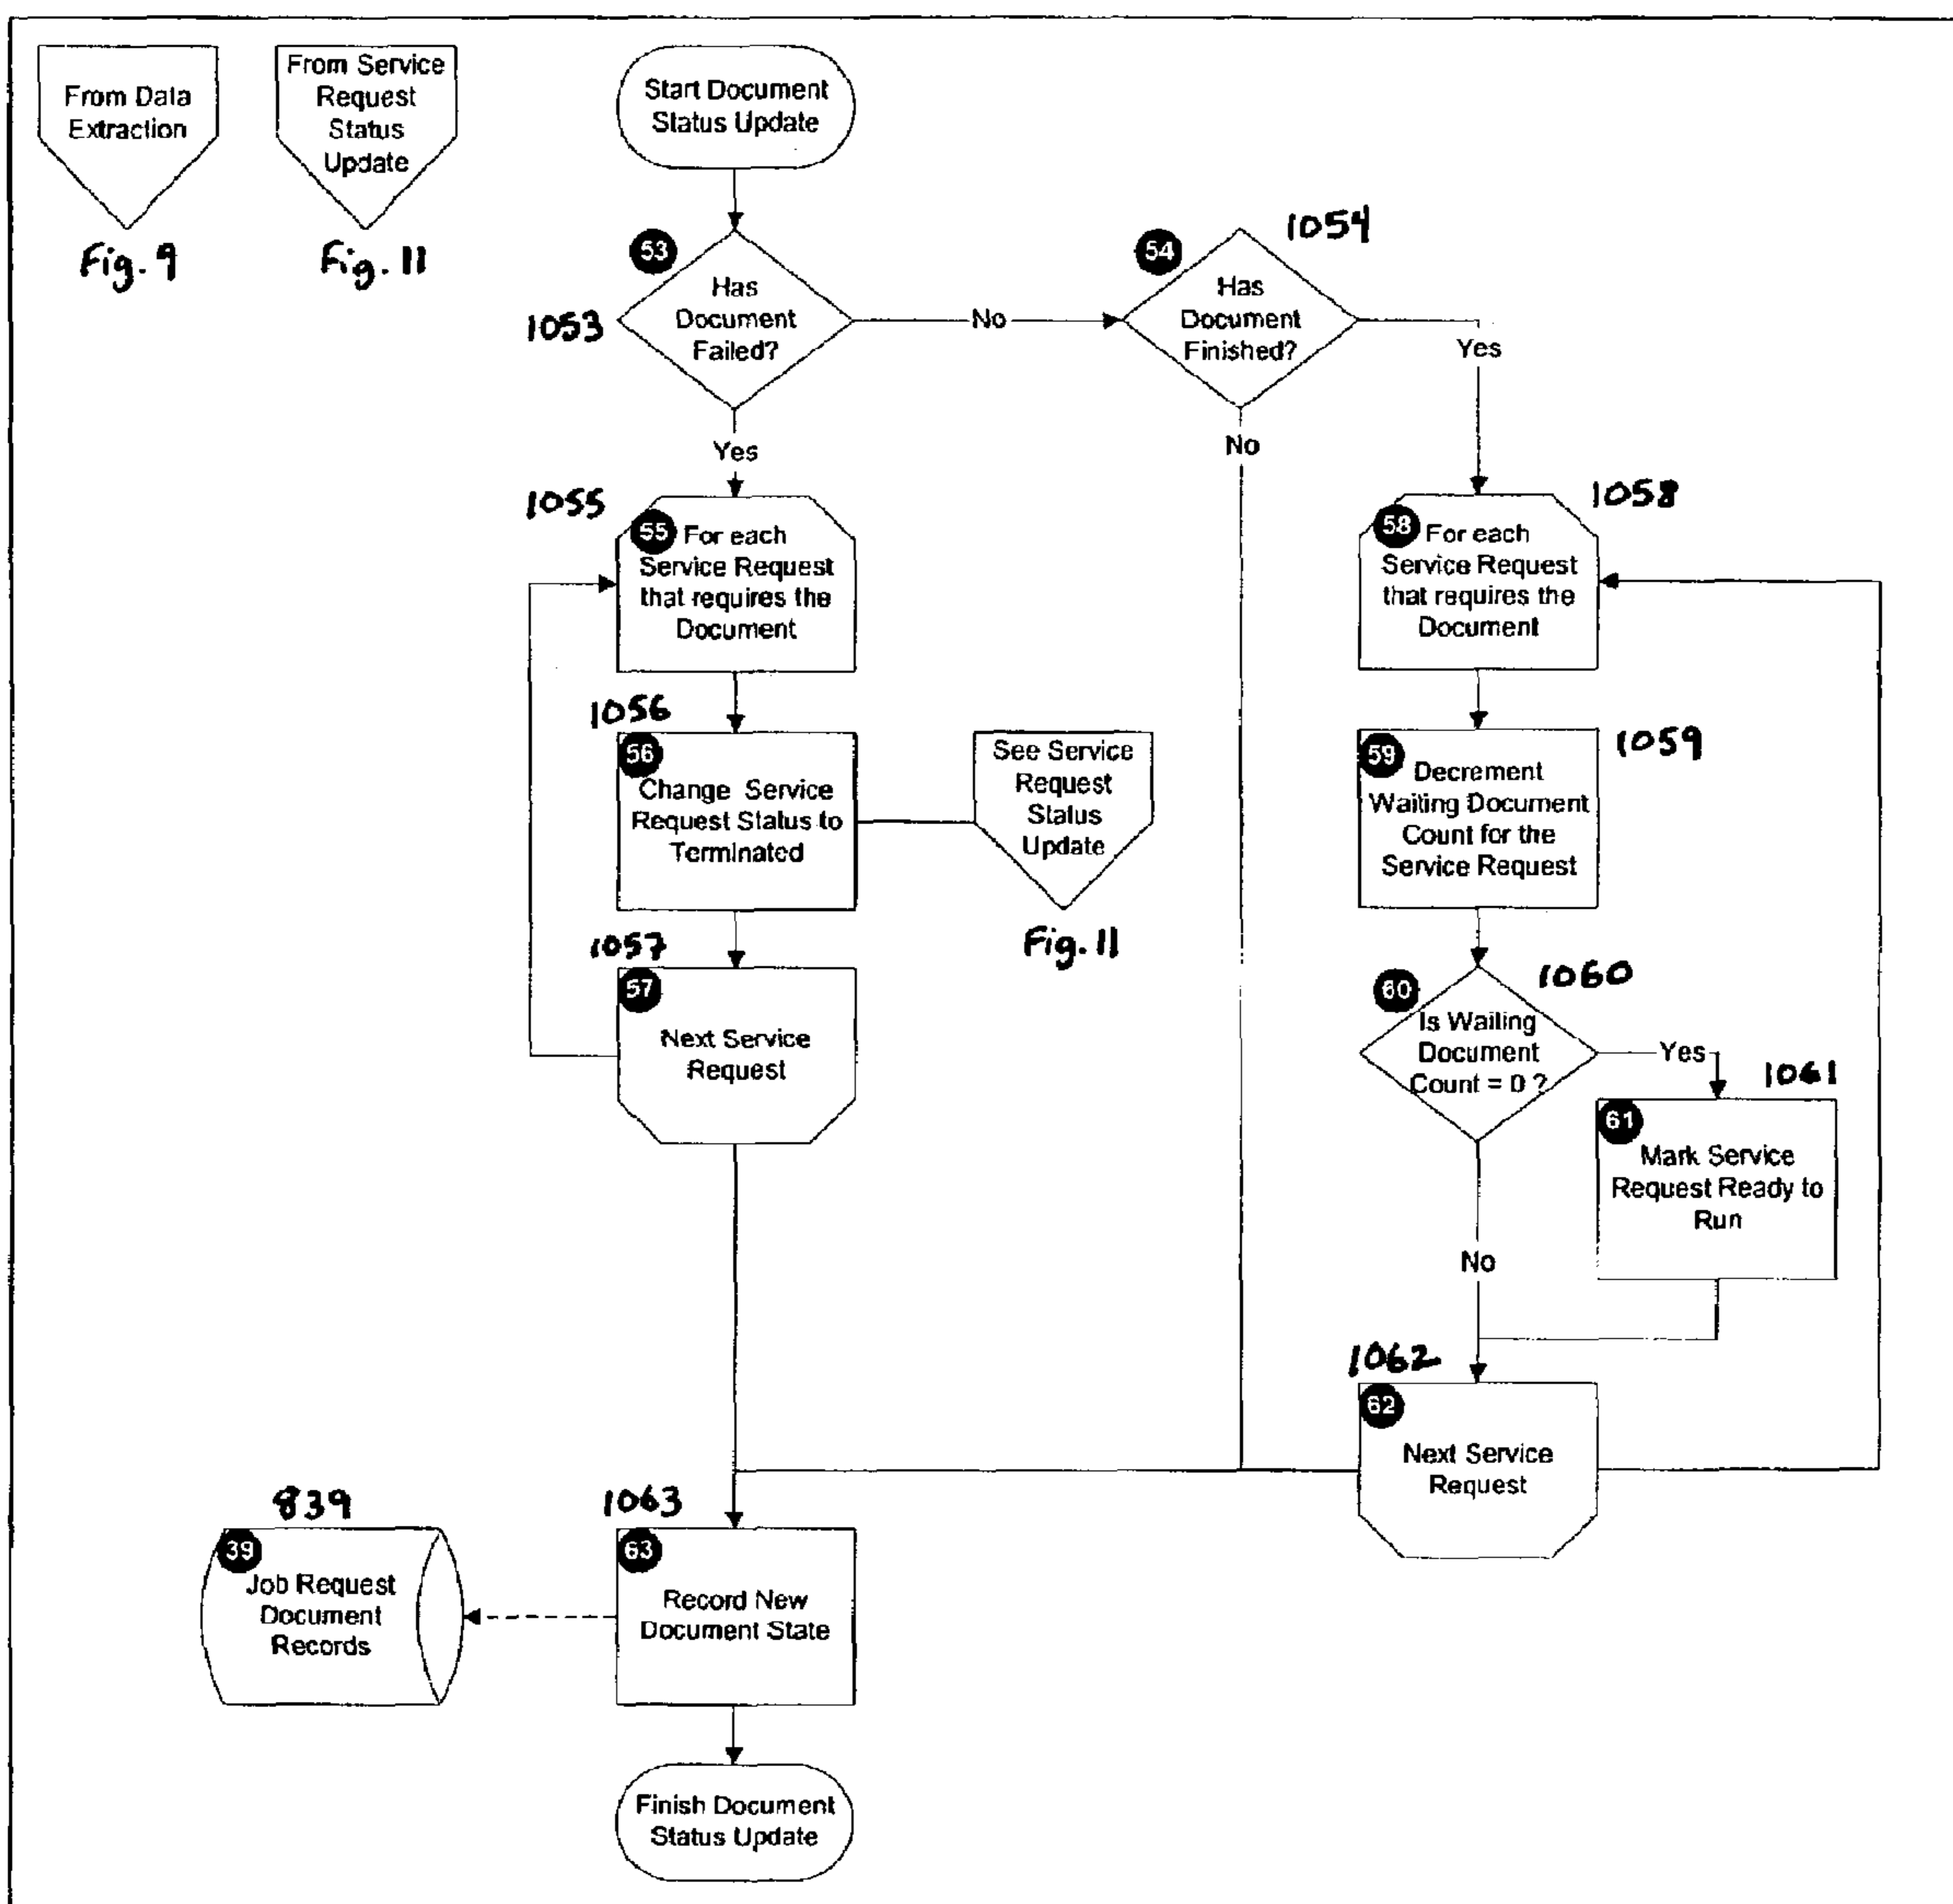 From Data
Extraction
Fig. 9
From Service
Request
Status
Update
Fig. 11
Start Document
Status Update
53
1053
Has
Document
Failed?
No
Yes
54
1054
Has
Document
Finished?
Yes
No
1055
55 For each
Service Request
that requires the
Document
1056
56
Change Service
Request Status to
Terminated
See Service
Request
Status
Update
Fig. 11
1057
57
Next Service
Request
1058
58 For each
Service Request
that requires the
Document
1059
59
Decrement
Waiting Document
Count for the
Service Request
1060
60
Is Waiting
Document
Count = 0 ?
Yes
No
1061
61
Mark Service
Request Ready to
Run
1062
62
Next Service
Request
839
39
Job Request
Document
Records
1063
63
Record New
Document State
Finish Document
Status Update